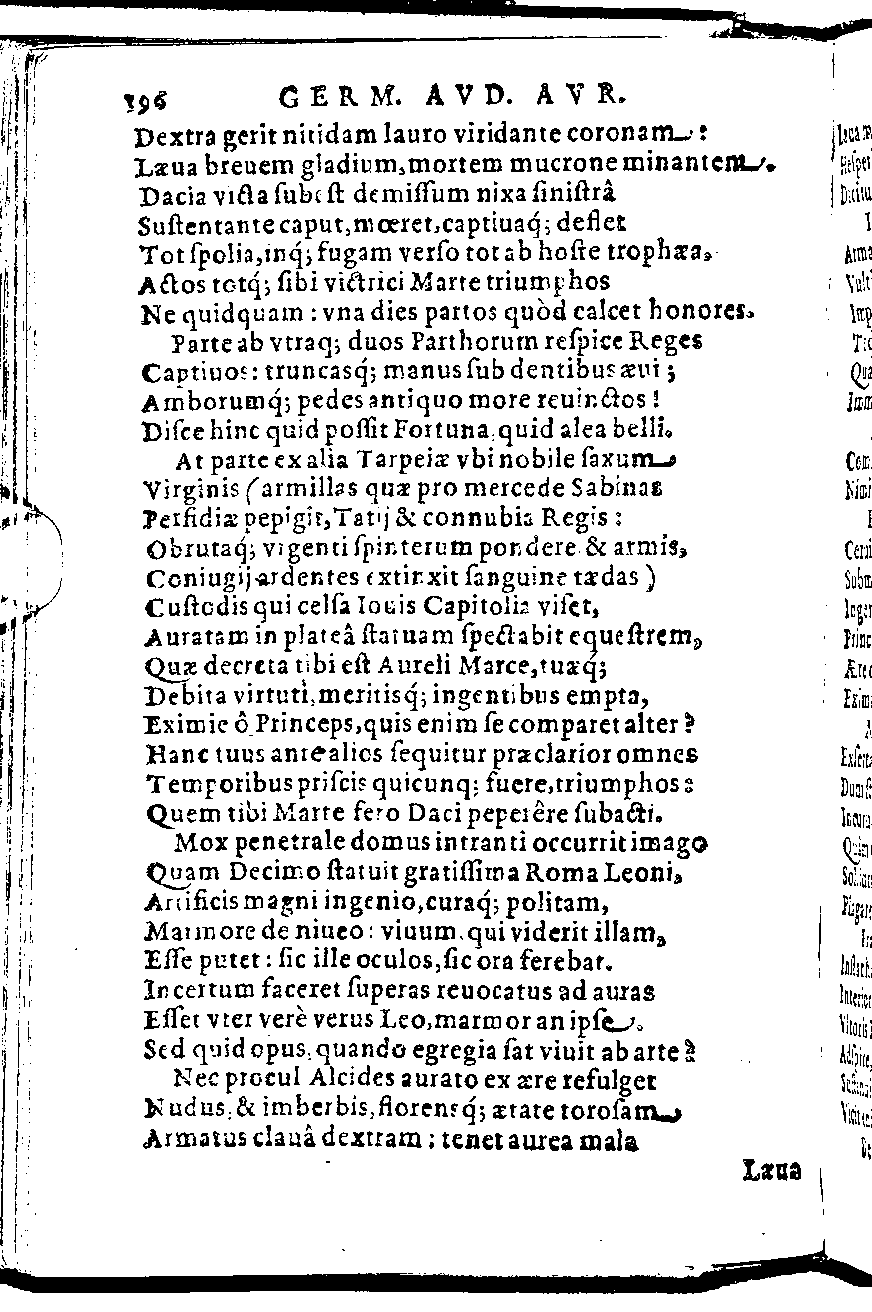 196 GERM. AVD. AVR.
Dextra gerit nitidam lauro viridante coronam :
Læua breuem gladium, mortem mucrone minantem.
Dacia victa subest demissum nixa sinistrâ
Sustentante caput, mœret, captiuaq́; deflet
Tot spolia, inq́; fugam verso tot ab hoste trophæa,
Actos totq́; sibi victrici Marte triumphos
Ne quidquam : vna dies partos quòd calcet honores.
Parte ab vtraq; duos Parthorum respice Reges
Captiuos : truncasq́; manus sub dentibus æui ;
Amborumq́; pedes antiquo more reuinctos !
Disce hinc quid possit Fortuna, quid alea belli.
At parte ex alia Tarpeiæ vbi nobile saxum,
Virginis (armillas quæ pro mercede Sabinas
Perfidiæ pepigit, Tatij & connubia Regis :
Obrutaq́; vigenti spinterum pondere & armis,
Coniugij ardentes extinxit sanguine tædas )
Custodis qui celsa Iouis Capitolia viset,
Auratam in plateâ statuam spectabit equestrem,
Quæ decreta tibi est Aureli Marce, tuæq́;
Debita virtuti, meritisq́; ingentibus empta,
Eximie ô Princeps, quis enim se comparet alter ?
Hanc tuus ante alios sequitur præclarior omnes
Temporibus priscis quicunq; fuere, triumphos :
Quem tibi Marte fero Daci peperêre subacti.
Mox penetrale domus intranti occurrit imago
Quam Decimo statuit gratissima Roma Leoni,
Artificis magni ingenio, curaq́; politam,
Marmore de niueo : viuum, qui viderit illam,
Esse putet : sic ille oculos, sic ora ferebat.
Incertum faceret superas reuocatus ad auras
Esset vter verè verus Leo, marmor an ipse.
Sed quid opus, quando egregia sat viuit ab arte ?
Nec procul Alcides aurato ex ære refulget
Nudus, & imberbis, florensq́; ætate torosam
Armatus clauâ dextram ; tenet aurea mala
Læua